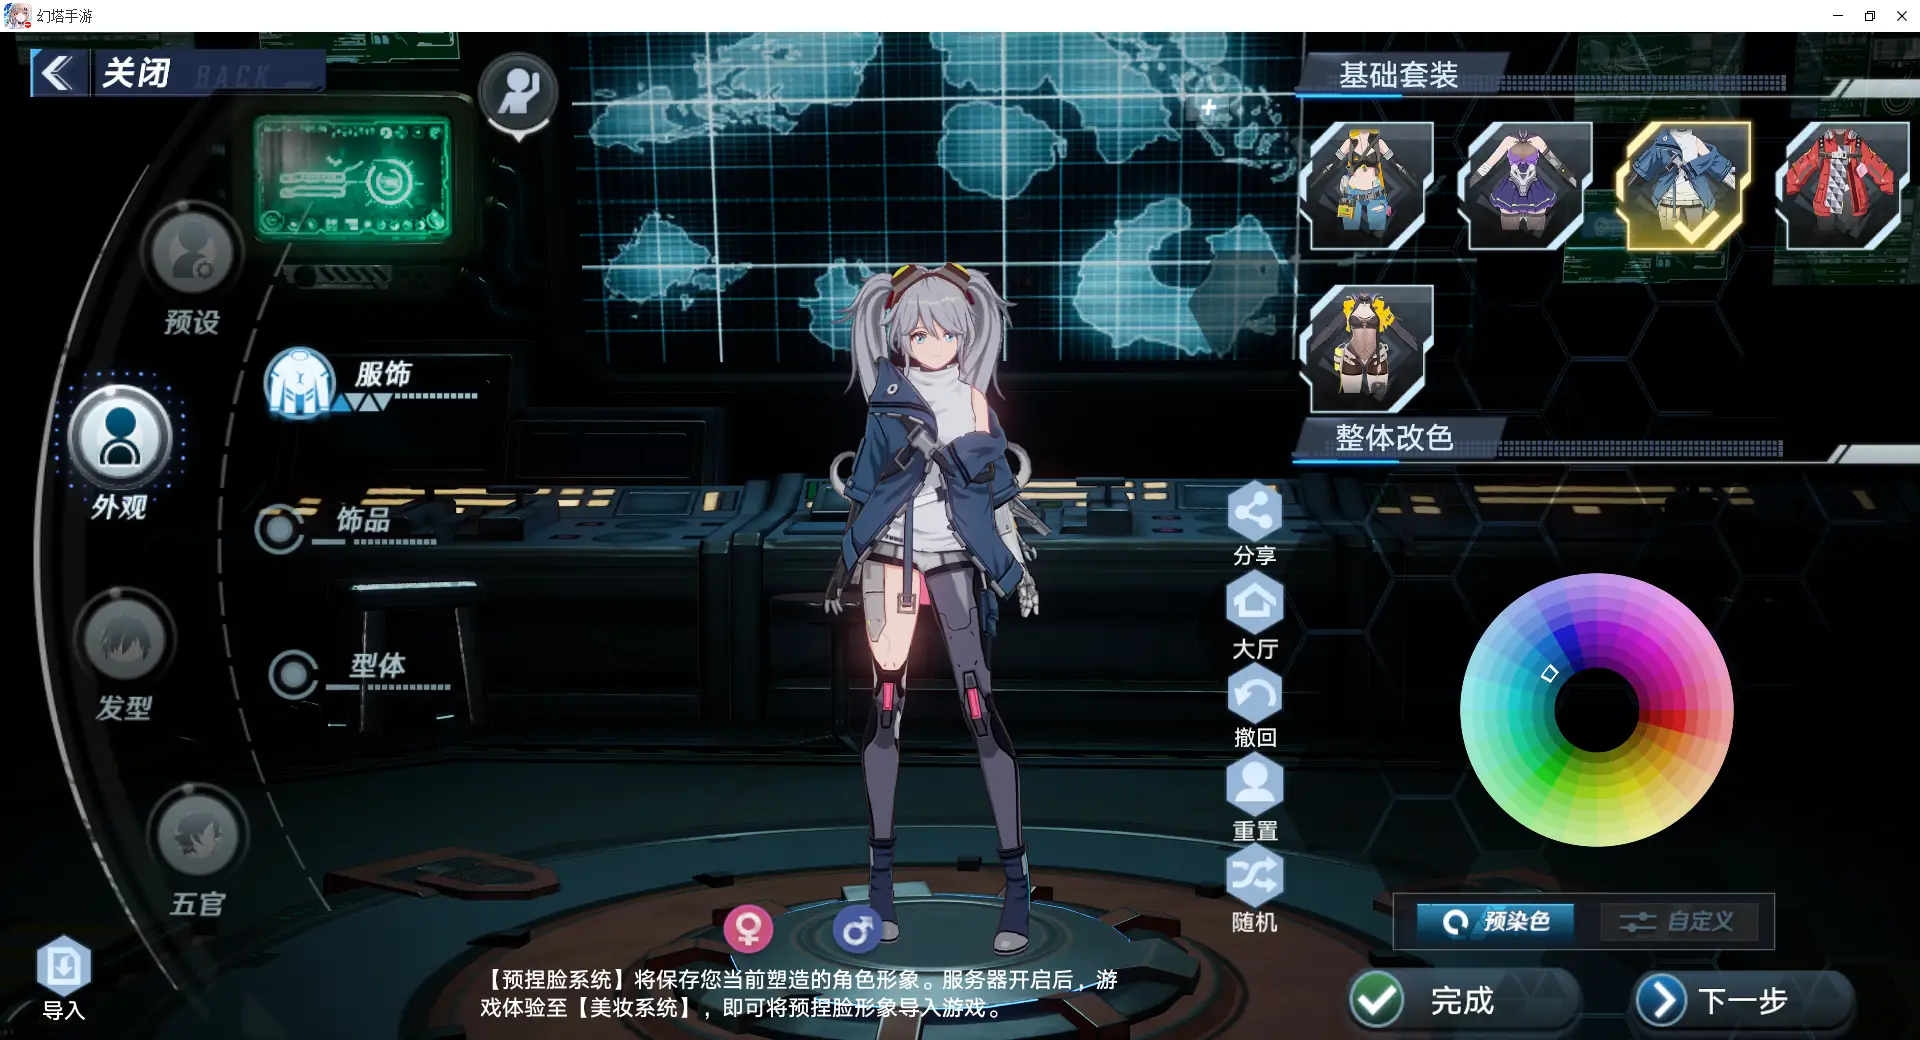 幻塔手游
关闭 BACK
基础套装
预设
服饰
整体改色
外观
饰品
分享
大厅
型体
发型
撤回
重置
五官
随机
预染色
自定义
导入
【预捏脸系统】将保存您当前塑造的角色形象。服务器开启后，游
戏体验至【美妆系统】，即可将预捏脸形象导入游戏。
完成
下一步